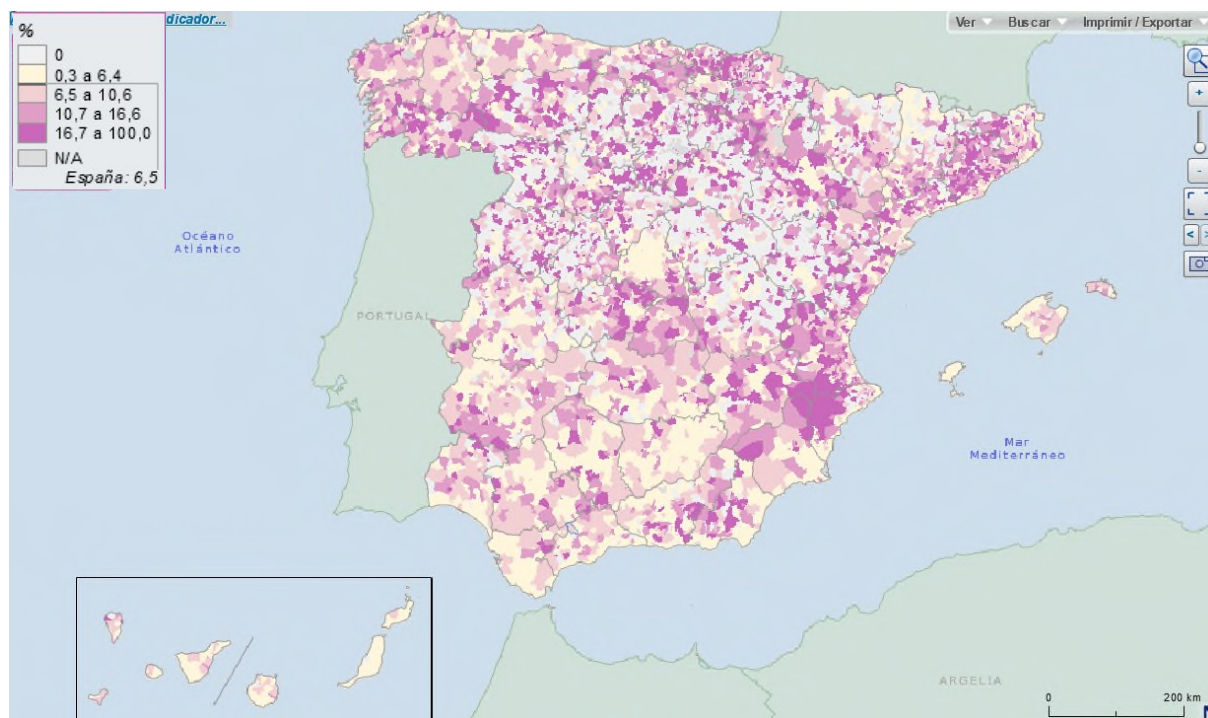 dicador...
Ver Buscar Imprimir / Exportar
%
0
0,3 a 6,4
6,5 a 10,6
10,7 a 16,6
16,7 a 100,0
N/A
España: 6,5
+
-
< >
Océano
Atlántico
PORTUGAL
Mar
Mediterráneo
ARGELIA
0 200 km